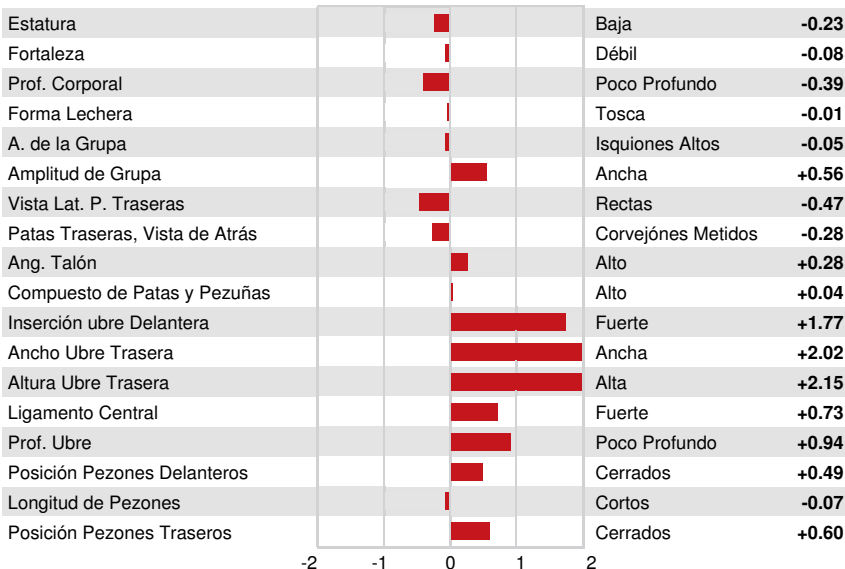 Estatura Baja -0.23
Fortaleza Débil -0.08
Prof. Corporal Poco Profundo -0.39
Forma Lechera Tosca -0.01
A. de la Grupa Isquiones Altos -0.05
Amplitud de Grupa Ancha +0.56
Vista Lat. P. Traseras Rectas -0.47
Patas Traseras, Vista de Atrás Corvejónes Metidos -0.28
Ang. Talón Alto +0.28
Compuesto de Patas y Pezuñas Alto +0.04
Inserción ubre Delantera Fuerte +1.77
Ancho Ubre Trasera Ancha +2.02
Altura Ubre Trasera Alta +2.15
Ligamento Central Fuerte +0.73
Prof. Ubre Poco Profundo +0.94
Posición Pezones Delanteros Cerrados +0.49
Longitud de Pezones Cortos -0.07
Posición Pezones Traseros Cerrados +0.60
-2 -1 0 1 2